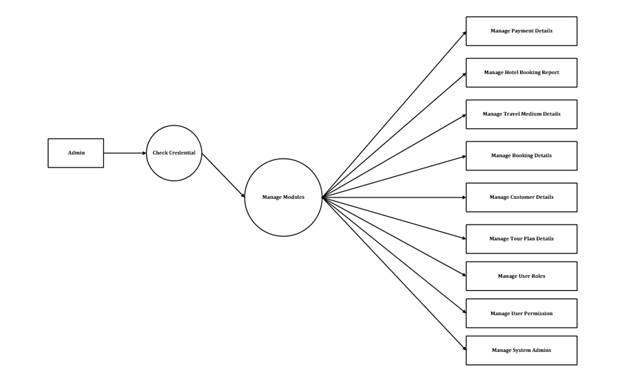 Admin
Check Credential
Manage Modules
Manage Payment Details
Manage Hotel Booking Report
Manage Travel Medium Details
Manage Booking Details
Manage Customer Details
Manage Tour Plan Details
Manage User Roles
Manage User Permission
Manage System Admins